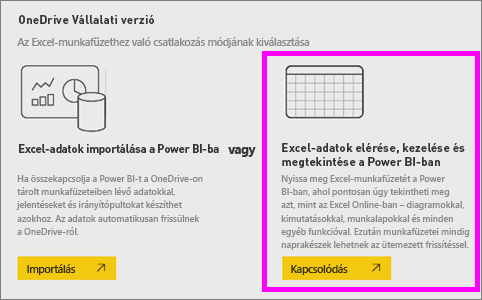 OneDrive Vállalati verzió
Az Excel-munkafüzethez való csatlakozás módjának kiválasztása
Excel-adatok importálása a Power BI-ba
vagy
Ha összekapcsolja a Power BI-t a OneDrive-on
tárolt munkafüzeteiben lévő adatokkal,
jelentéseket és irányítópultokat készíthet
azokhoz. Az adatok automatikusan frissülnek
a OneDrive-ról.
Importálás
Excel-adatok elérése, kezelése és
megtekintése a Power BI-ban
Nyissa meg Excel-munkafüzetét a Power
BI-ban, ahol pontosan úgy tekintheti meg
azt, mint az Excel Online-ban – diagramokkal,
kimutatásokkal, munkalapokkal és minden
egyéb funkcióval. Ezután munkafüzetei mindig
naprakészek lehetnek az ütemezett frissítéssel.
Kapcsolódás